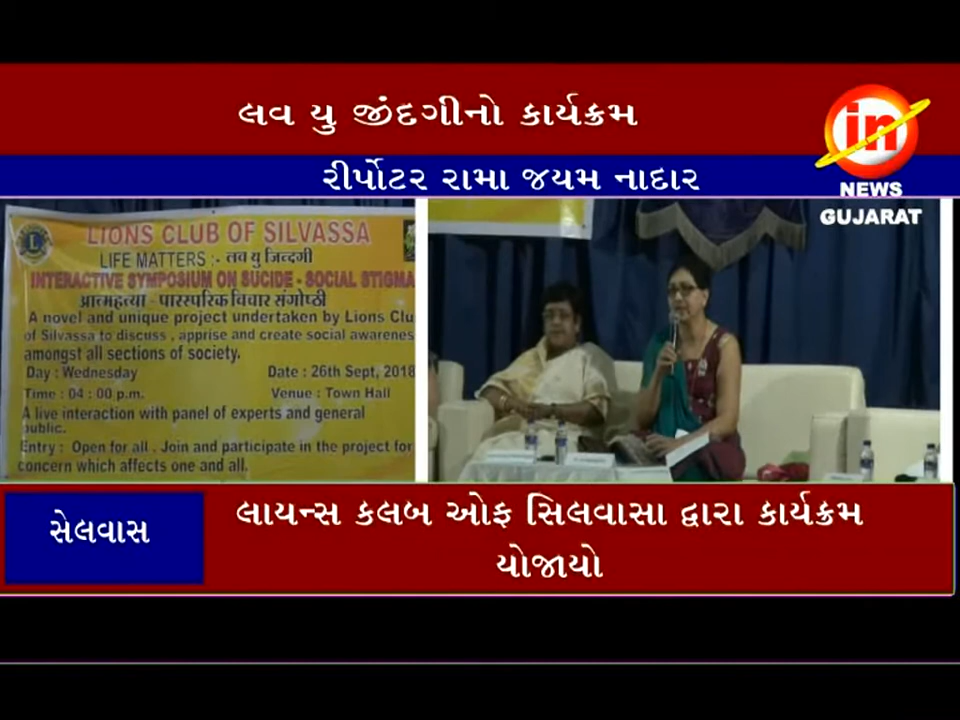 લવ યુ જીંદગીનો કાર્યક્રમ
રીર્પોટર રામા જયમ નાદાર
in
NEWS
GUJARAT
LIONS CLUB OF SILVASSA
LIFE MATTERS :- लव यु जिन्दगी
INTERACTIVE SYMPOSIUM ON SUCIDE - SOCIAL STIGMA
आत्महत्या - पारस्परिक विचार संगोष्ठी
A novel and unique project undertaken by Lions Clu
of Silvassa to discuss , apprise and create social awarenes
amongst all sections of society.
Day : Wednesday Date : 26th Sept, 2018
Time : 04 : 00 p.m. Venue : Town Hall
A live interaction with panel of experts and general
public.
Entry : Open for all . Join and participate in the project for
concern which affects one and all.
સેલવાસ
લાયન્સ કલબ ઓફ સિલવાસા દ્વારા કાર્યક્રમ
યોજાયો